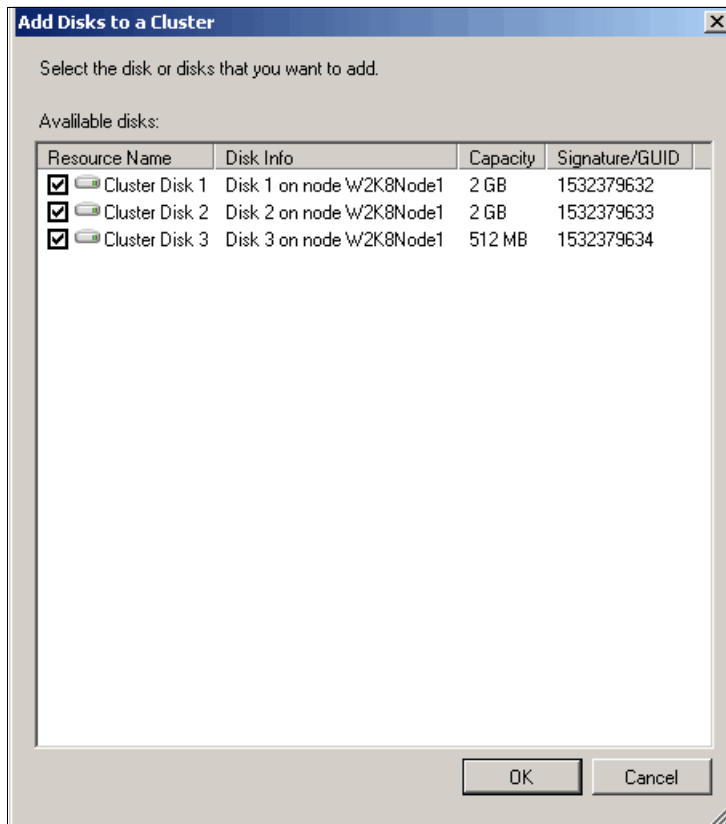 Add Disks to a Cluster
Select the disk or disks that you want to add.
Avalilable disks:
Resource Name Disk Info Capacity Signature/GUID
Cluster Disk 1 Disk 1 on node W2K8Node1 2 GB 1532379632
Cluster Disk 2 Disk 2 on node W2K8Node1 2 GB 1532379633
Cluster Disk 3 Disk 3 on node W2K8Node1 512 MB 1532379634
OK Cancel